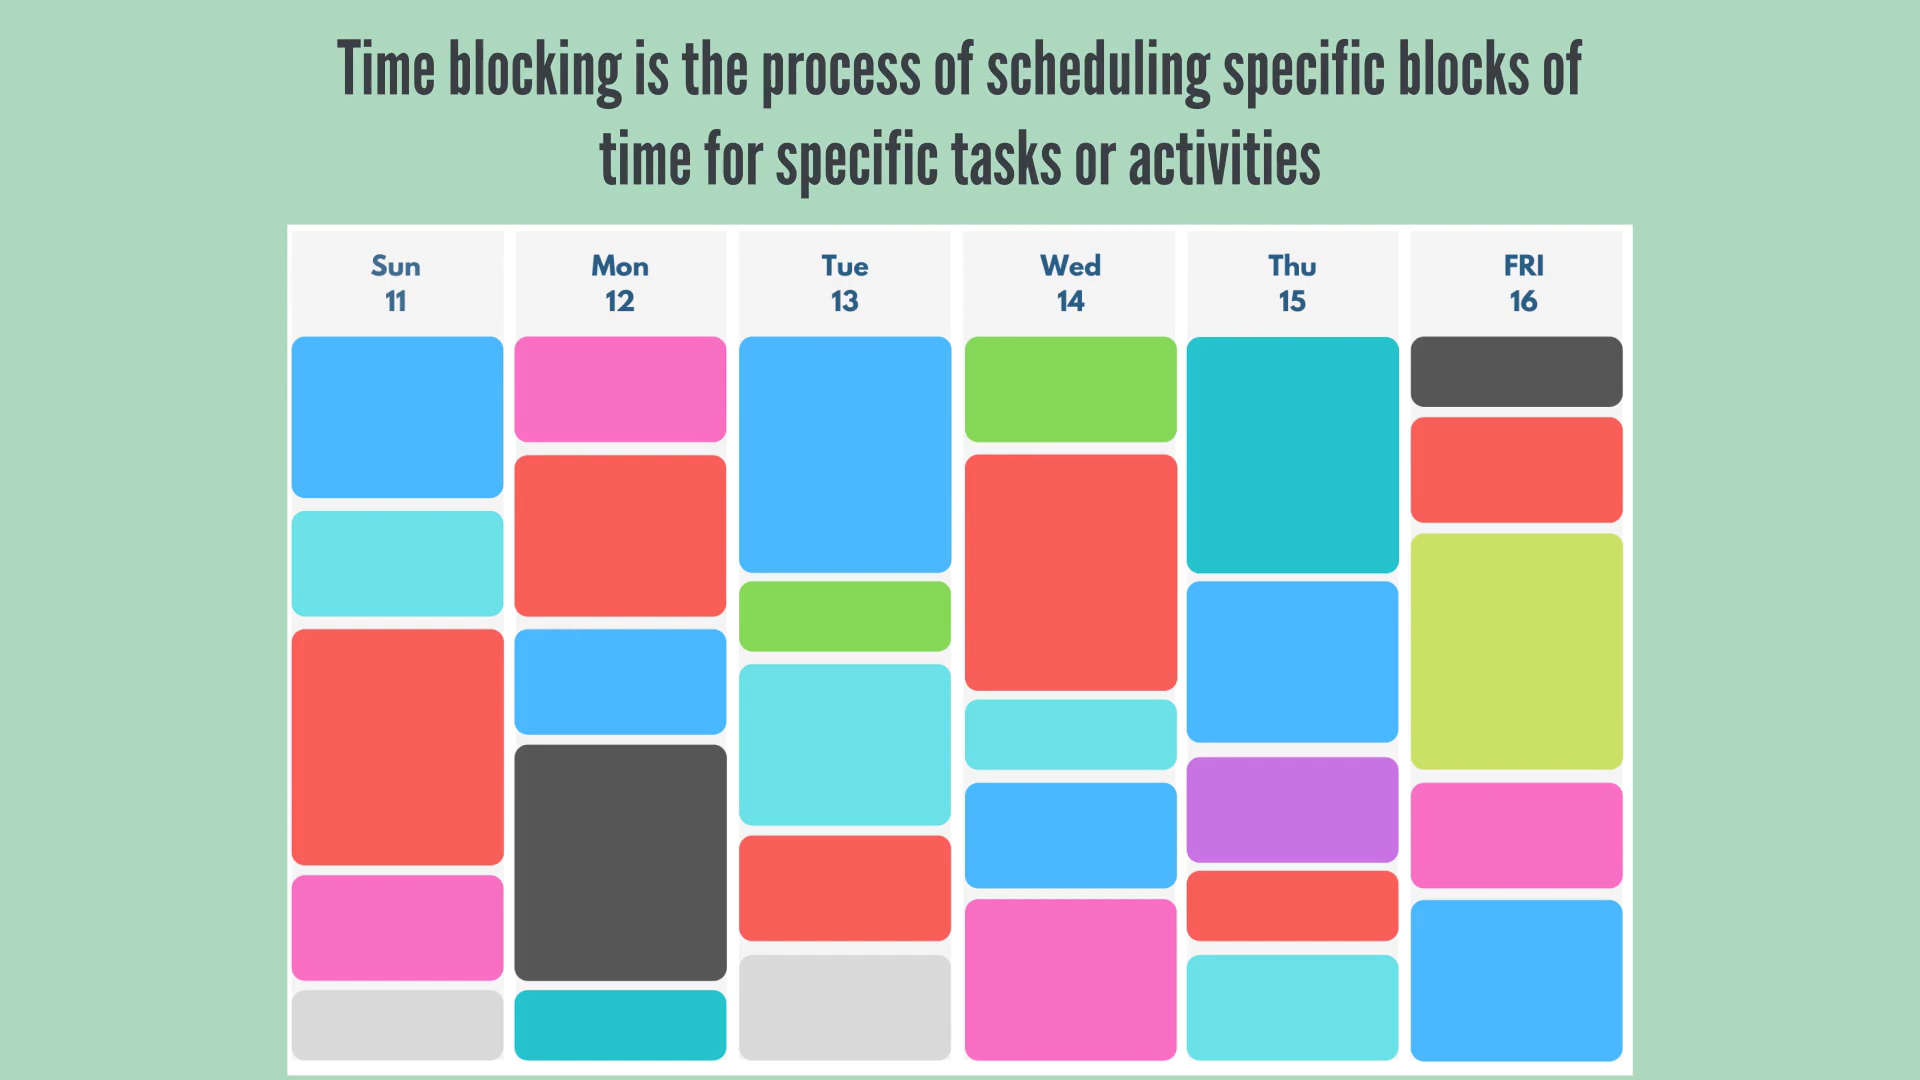 Time blocking is the process of scheduling specific blocks of
time for specific tasks or activities
Sun Mon Tue Wed Thu FRI
11 12 13 14 15 16